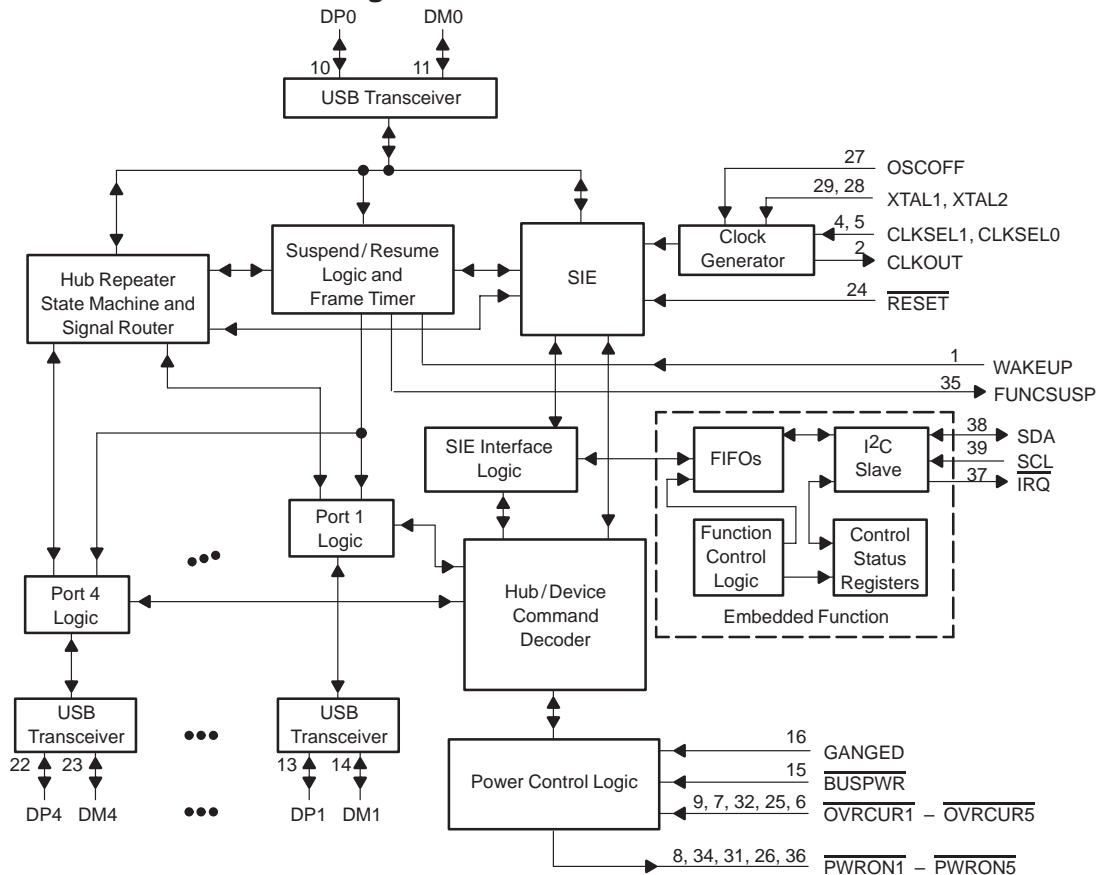 DP0 DM0
10 11
USB Transceiver
27 OSCOFF
29, 28 XTAL1, XTAL2
4, 5 CLKSEL1, CLKSEL0
2 CLKOUT
Clock
Generator
24 RESET
Hub Repeater
State Machine and
Signal Router
Suspend/Resume
Logic and
Frame Timer
SIE
1 WAKEUP
35 FUNCSUSP
SIE Interface
Logic
FIFOs
I2C
Slave
38 SDA
39 SCL
37 IRQ
Function
Control
Logic
Control
Status
Registers
Embedded Function
Port 1
Logic
Port 4
Logic
Hub/Device
Command
Decoder
USB
Transceiver
USB
Transceiver
22 23 13 14
DP4 DM4 DP1 DM1
Power Control Logic
16 GANGED
15 BUSPWR
9, 7, 32, 25, 6 OVRCUR1 – OVRCUR5
8, 34, 31, 26, 36 PWRON1 – PWRON5